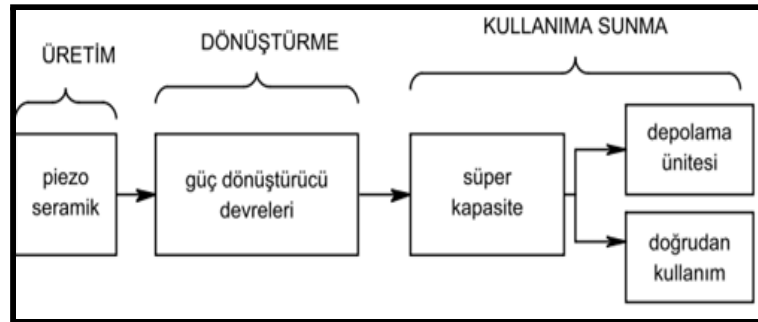 ÜRETİM
DÖNÜŞTÜRME
KULLANIMA SUNMA
piezo
seramik
güç dönüştürücü
devreleri
süper
kapasite
depolama
ünitesi
doğrudan
kullanım